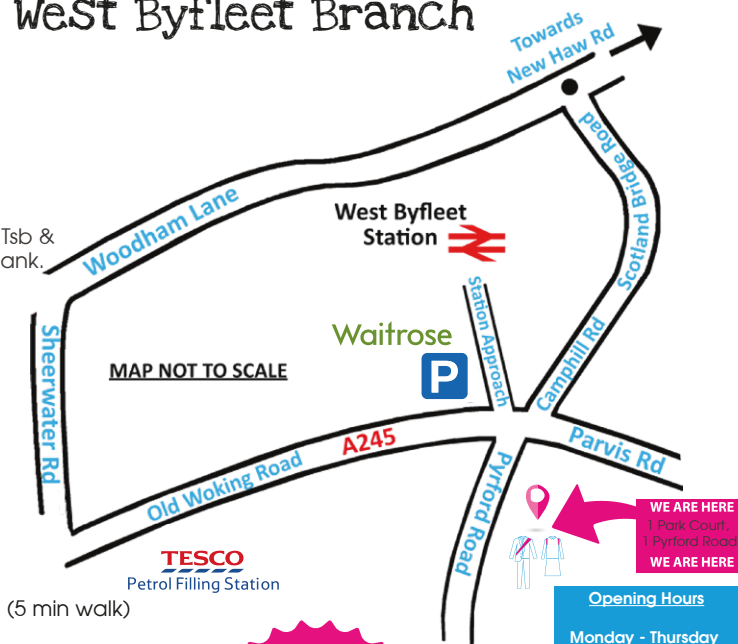 West Byfleet Branch
Towards
New Haw Rd
Scotland Bridge Road
Woodham Lane
Tsb &
ank.
West Byfleet
Station
Station Approach
Waitrose
P
Camphill Rd
Sheerwater Rd
MAP NOT TO SCALE
A245
Old Woking Road
Parvis Rd
Pyrford Road
WE ARE HERE
1 Park Court,
1 Pyrford Road
WE ARE HERE
TESCO
Petrol Filling Station
(5 min walk)
Opening Hours
Monday - Thursday